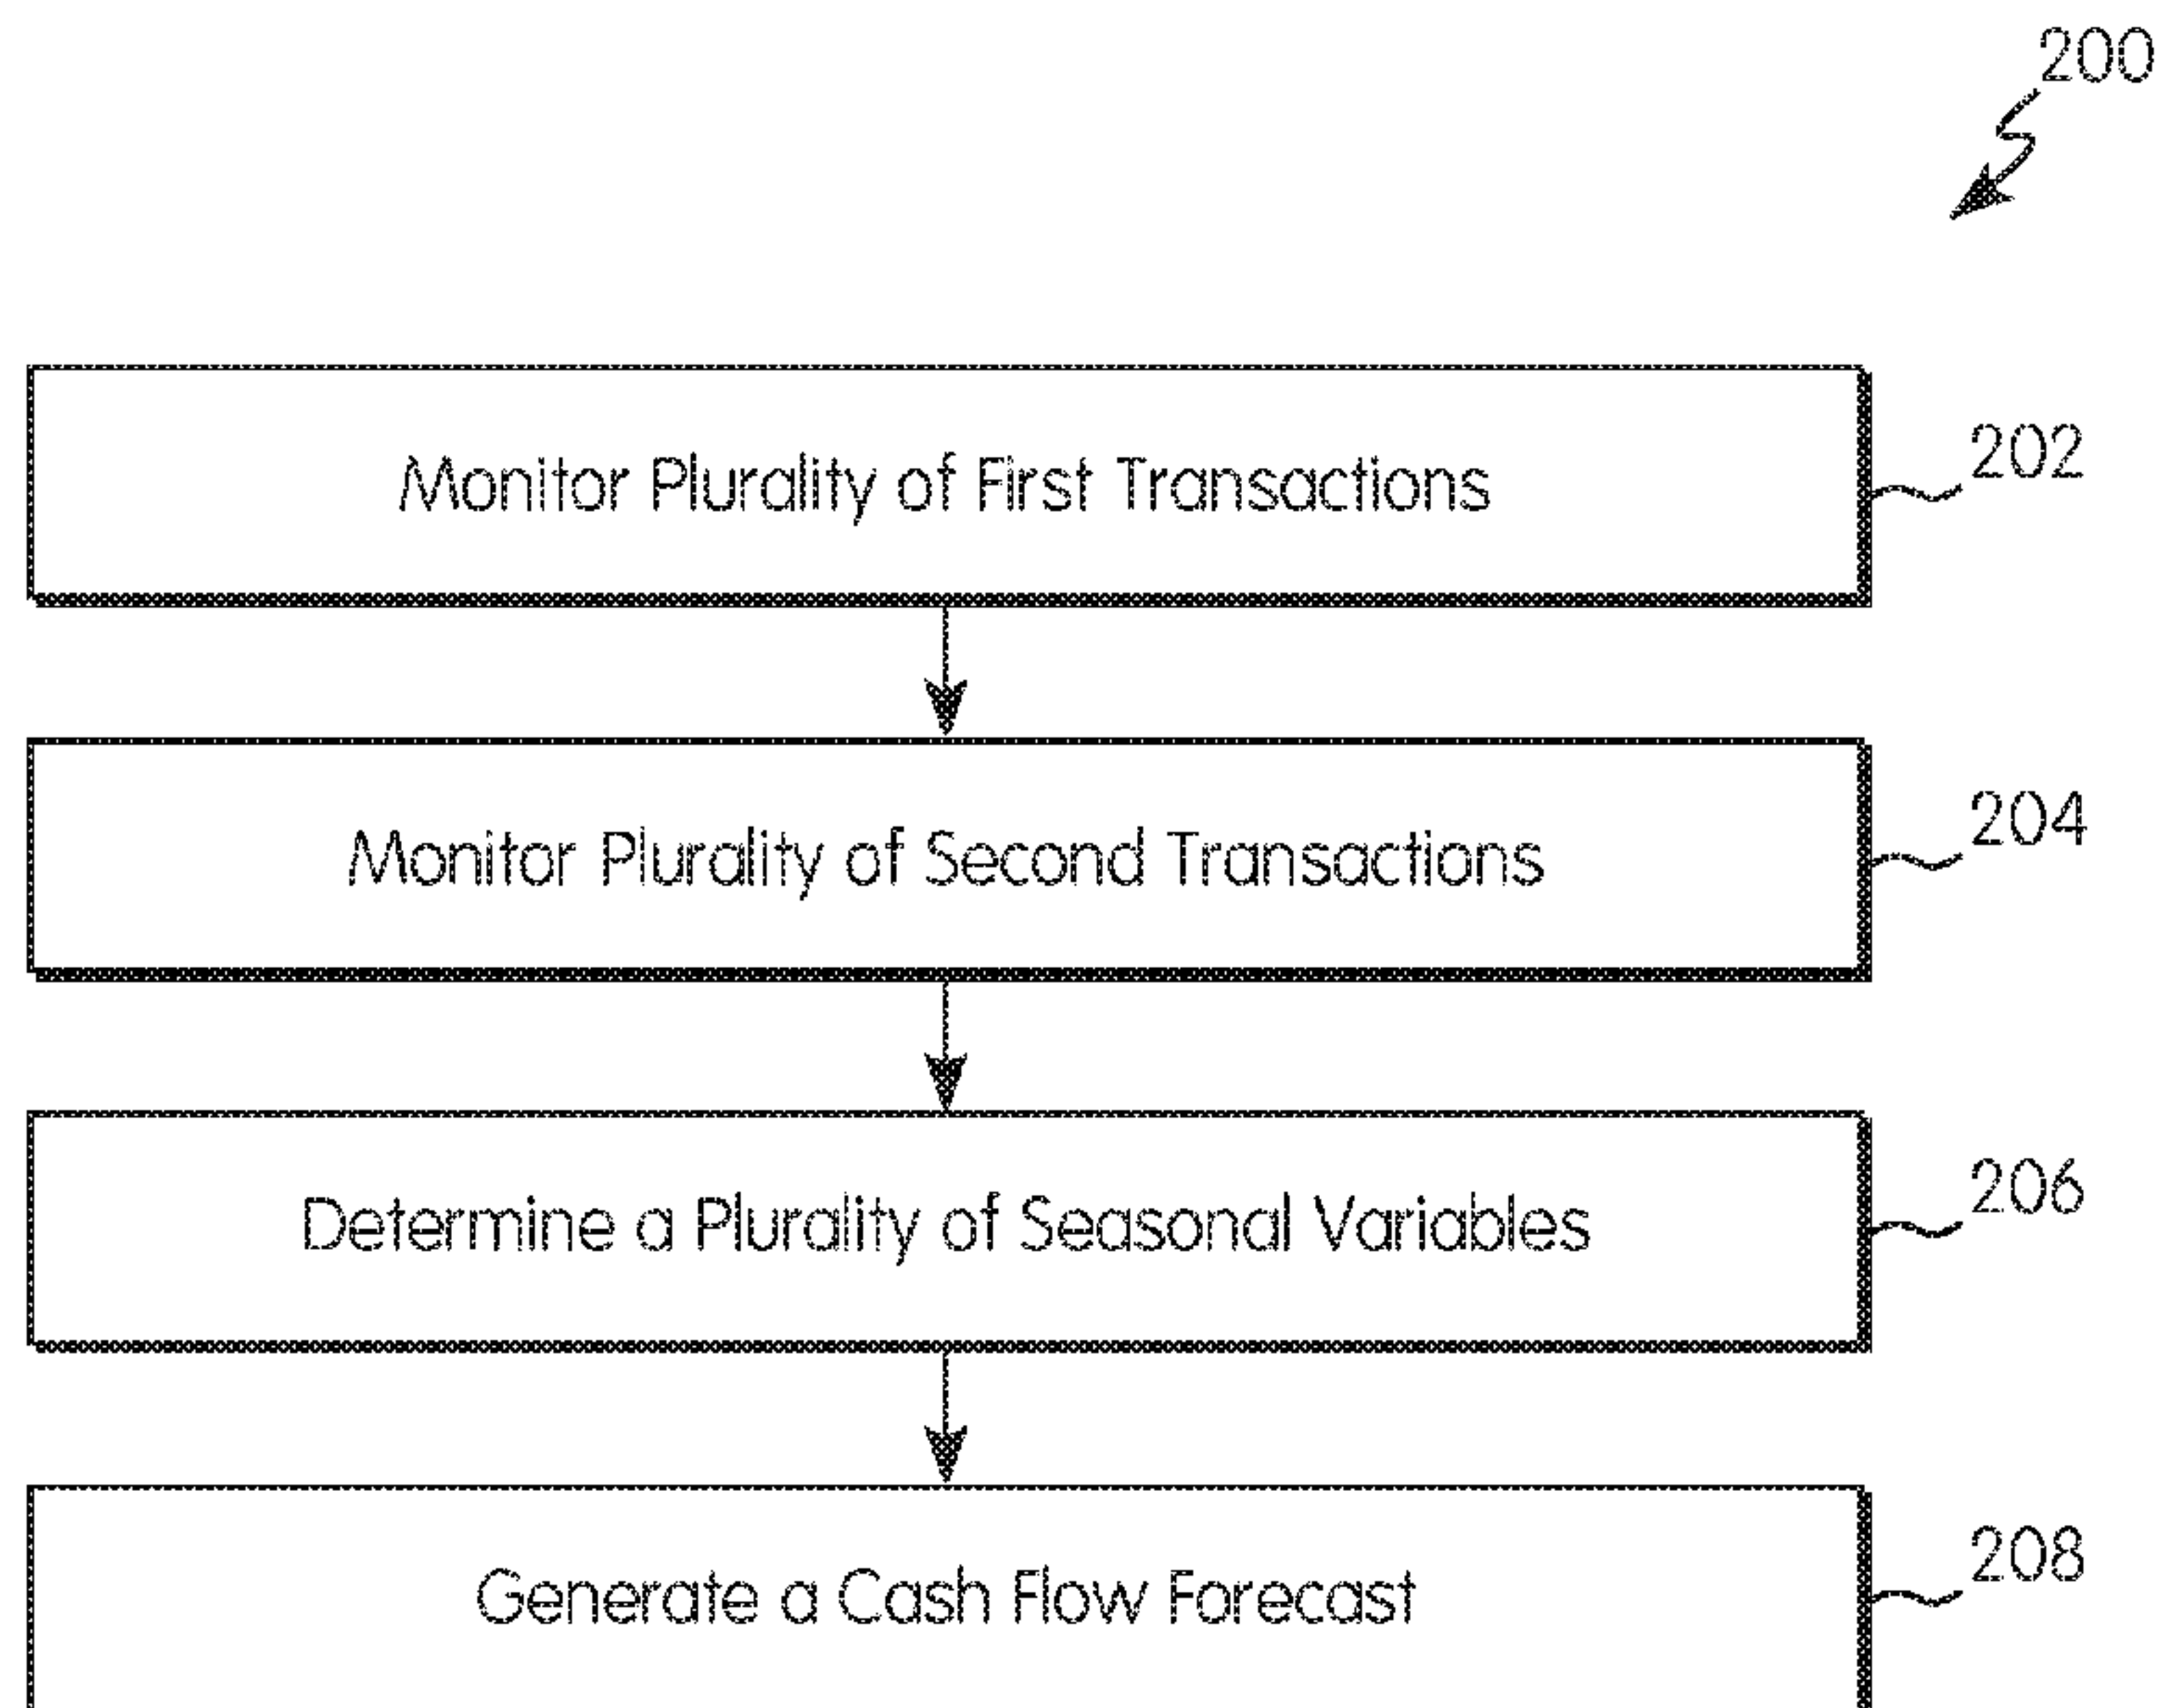 200
Monitor Plurality of First Transactions
202
Monitor Plurality of Second Transactions
204
Determine a Plurality of Seasonal Variables
206
Generate a Cash Flow Forecast
208